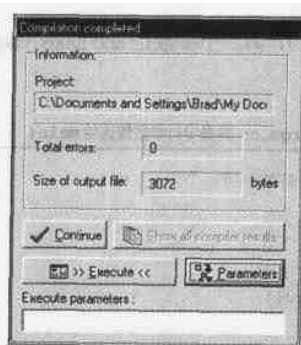 Compilation completed
Information:
Project:
C:\Documents and Settings\Brad\My Doc
Total errors: 0
Size of output file: 3072 bytes
Continue Show all compiler results
>> Execute << Parameters
Execute parameters :